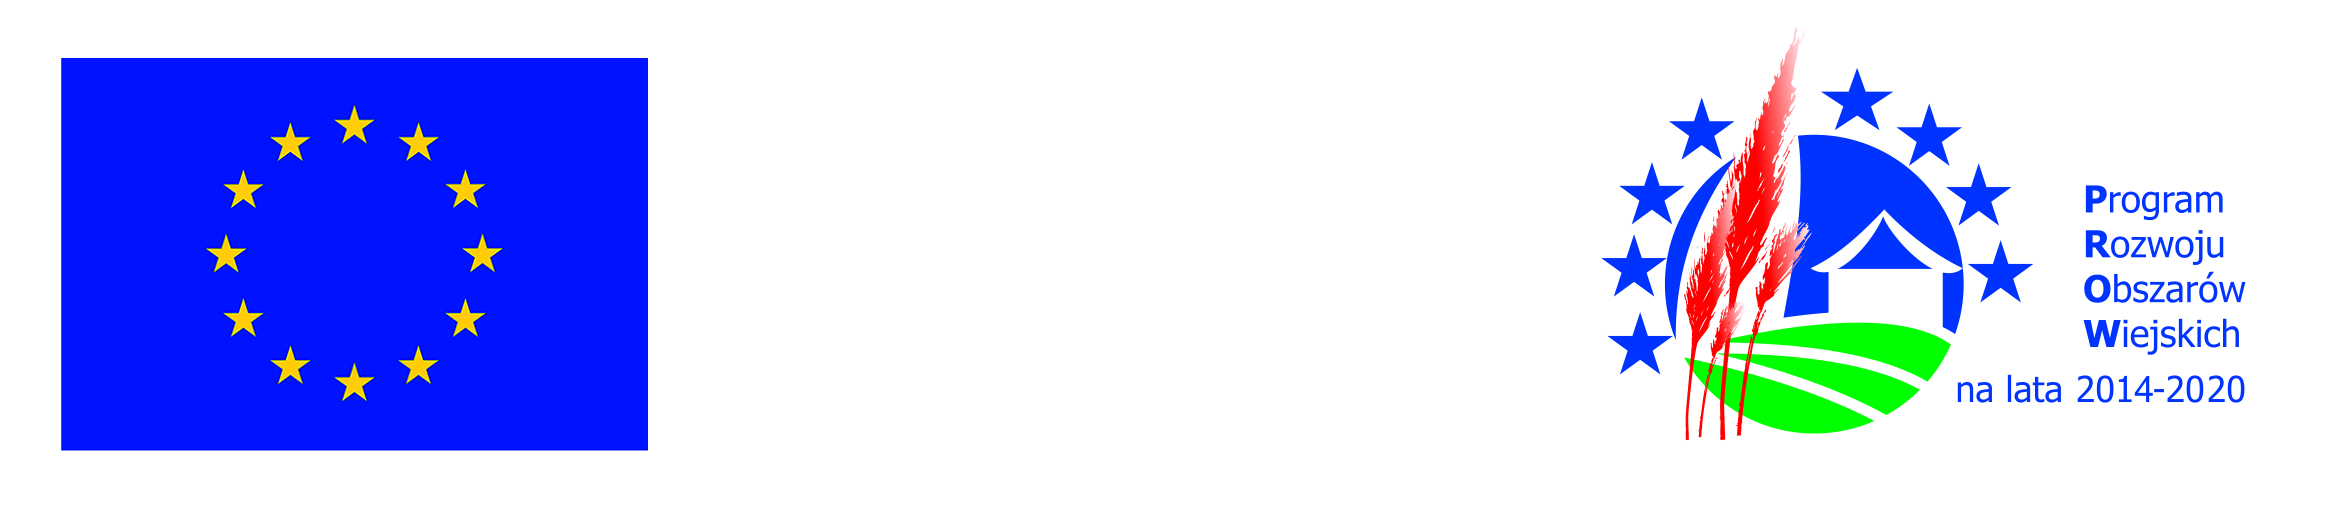 Program
Rozwoju
Obszarów
Wiejskich
na lata 2014-2020